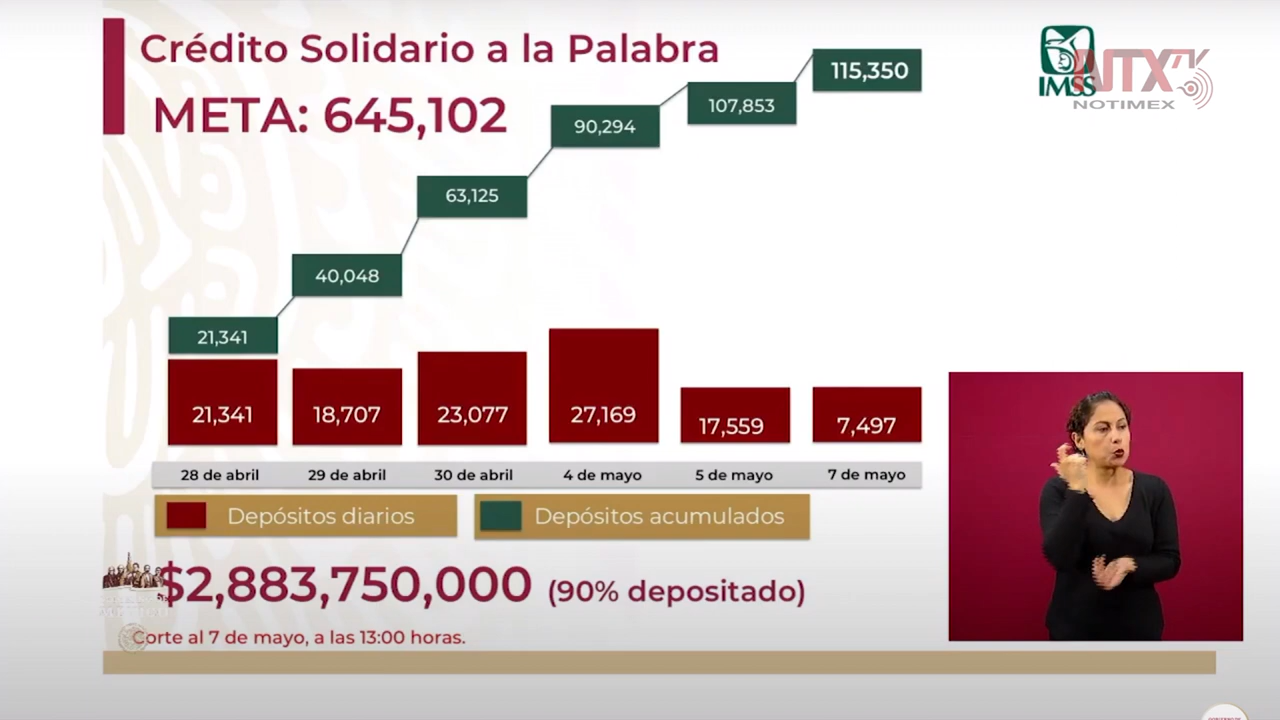 Crédito Solidario a la Palabra
META: 645,102
IMSS
NTX
NOTIMEX
115,350
107,853
90,294
63,125
40,048
21,341
21,341
18,707
23,077
27,169
17,559
7,497
28 de abril
29 de abril
30 de abril
4 de mayo
5 de mayo
7 de mayo
Depósitos diarios
Depósitos acumulados
$2,883,750,000 (90% depositado)
Corte al 7 de mayo, a las 13:00 horas.